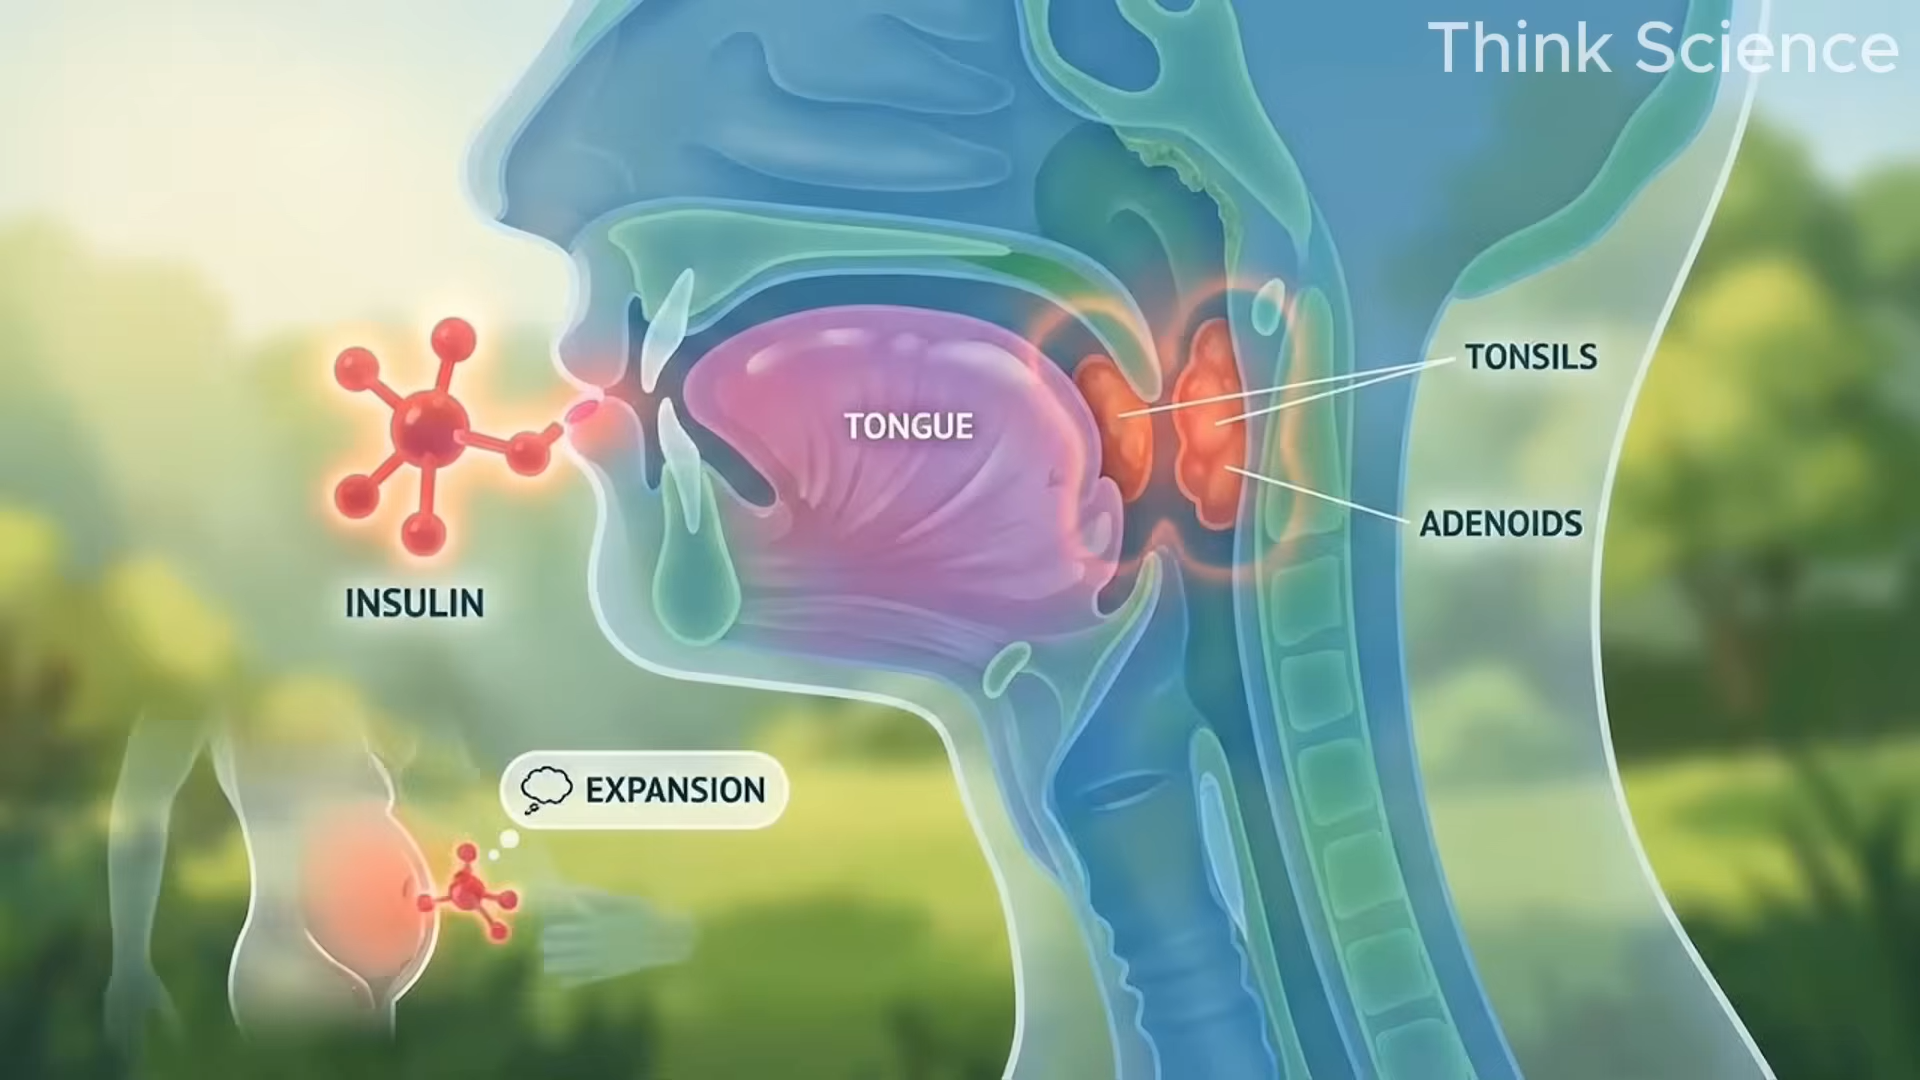 Think Science
TONSILS
TONGUE
ADENOIDS
INSULIN
EXPANSION